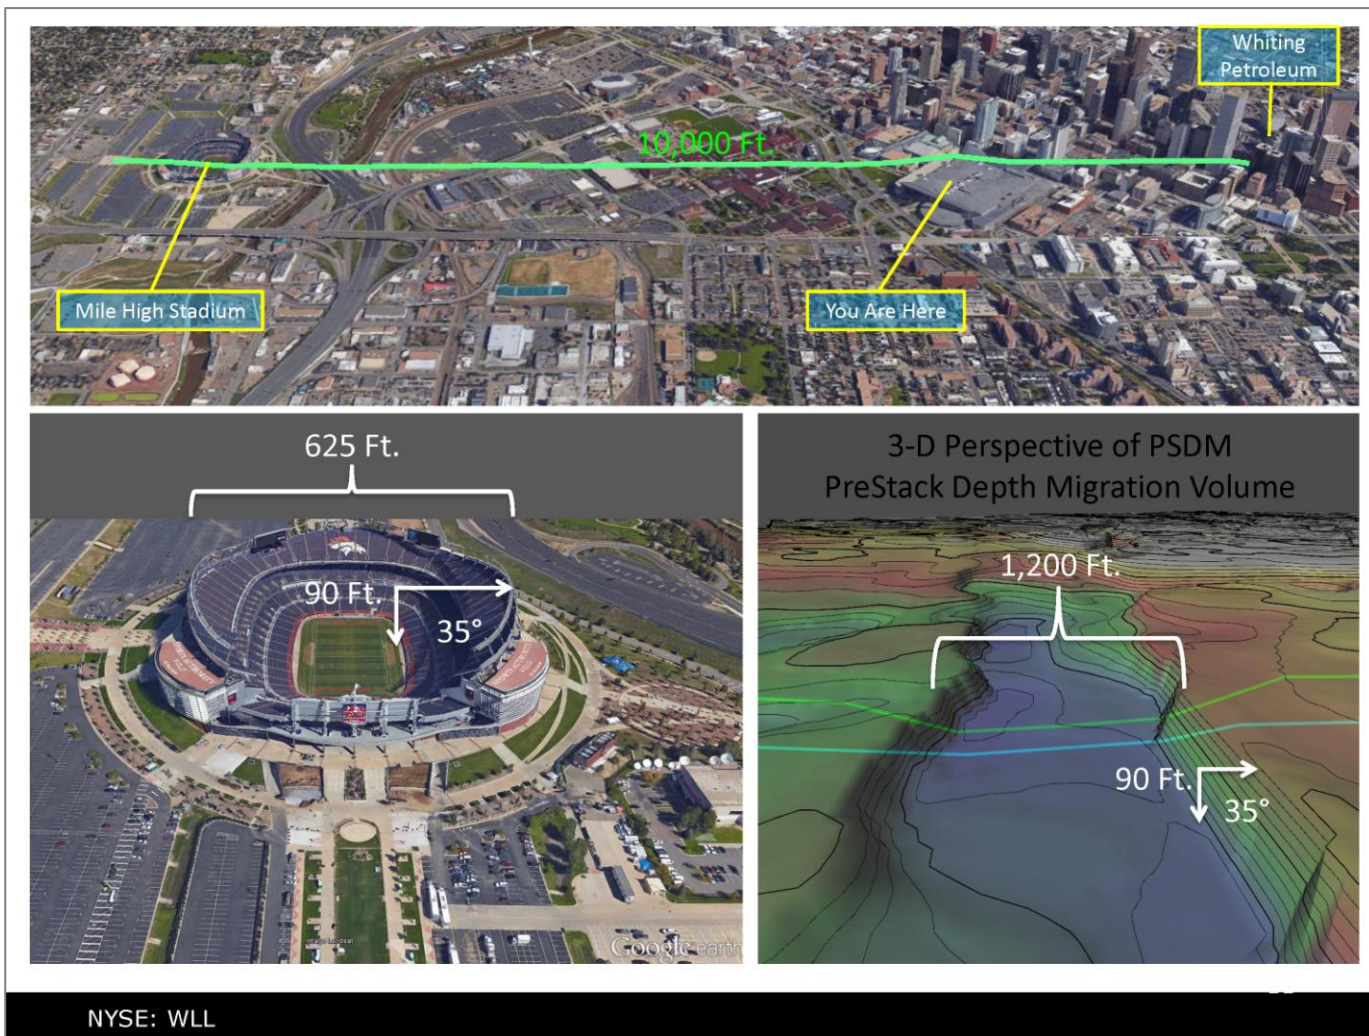 Whiting
Petroleum
10,000 Ft.
Mile High Stadium
You Are Here
625 Ft.
90 Ft.
35°
Google earth
3-D Perspective of PSDM
PreStack Depth Migration Volume
1,200 Ft.
90 Ft.
35°
NYSE: WLL